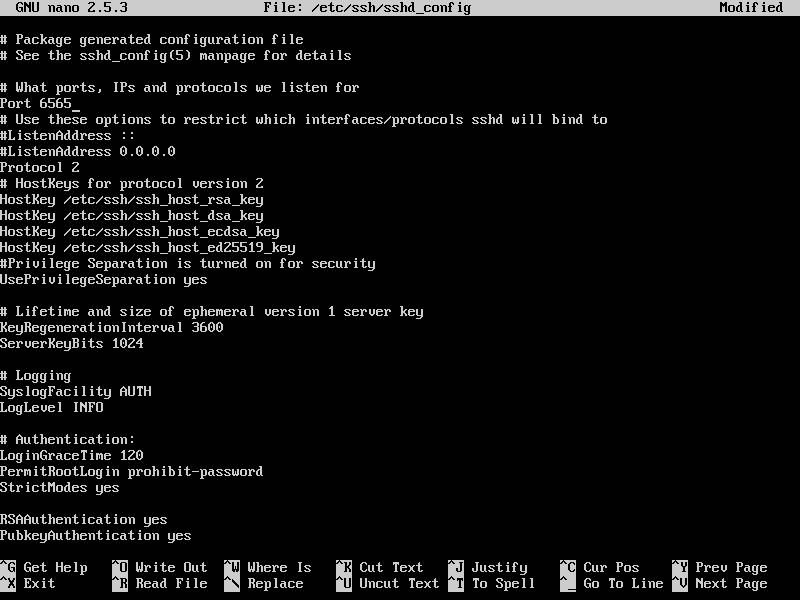 GNU nano 2.5.3 File: /etc/ssh/sshd_config Modified
# Package generated configuration file
# See the sshd_config(5) manpage for details
# What ports, IPs and protocols we listen for
Port 6565_
# Use these options to restrict which interfaces/protocols sshd will bind to
#ListenAddress ::
#ListenAddress 0.0.0.0
Protocol 2
# HostKeys for protocol version 2
HostKey /etc/ssh/ssh_host_rsa_key
HostKey /etc/ssh/ssh_host_dsa_key
HostKey /etc/ssh/ssh_host_ecdsa_key
HostKey /etc/ssh/ssh_host_ed25519_key
#Privilege Separation is turned on for security
UsePrivilegeSeparation yes
# Lifetime and size of ephemeral version 1 server key
KeyRegenerationInterval 3600
ServerKeyBits 1024
# Logging
SyslogFacility AUTH
LogLevel INFO
# Authentication:
LoginGraceTime 120
PermitRootLogin prohibit-password
StrictModes yes
RSAAuthentication yes
PubkeyAuthentication yes
^G Get Help ^O Write Out ^W Where Is ^K Cut Text ^J Justify ^C Cur Pos ^Y Prev Page
^X Exit ^R Read File ^\ Replace ^U Uncut Text ^T To Spell ^_ Go To Line ^V Next Page